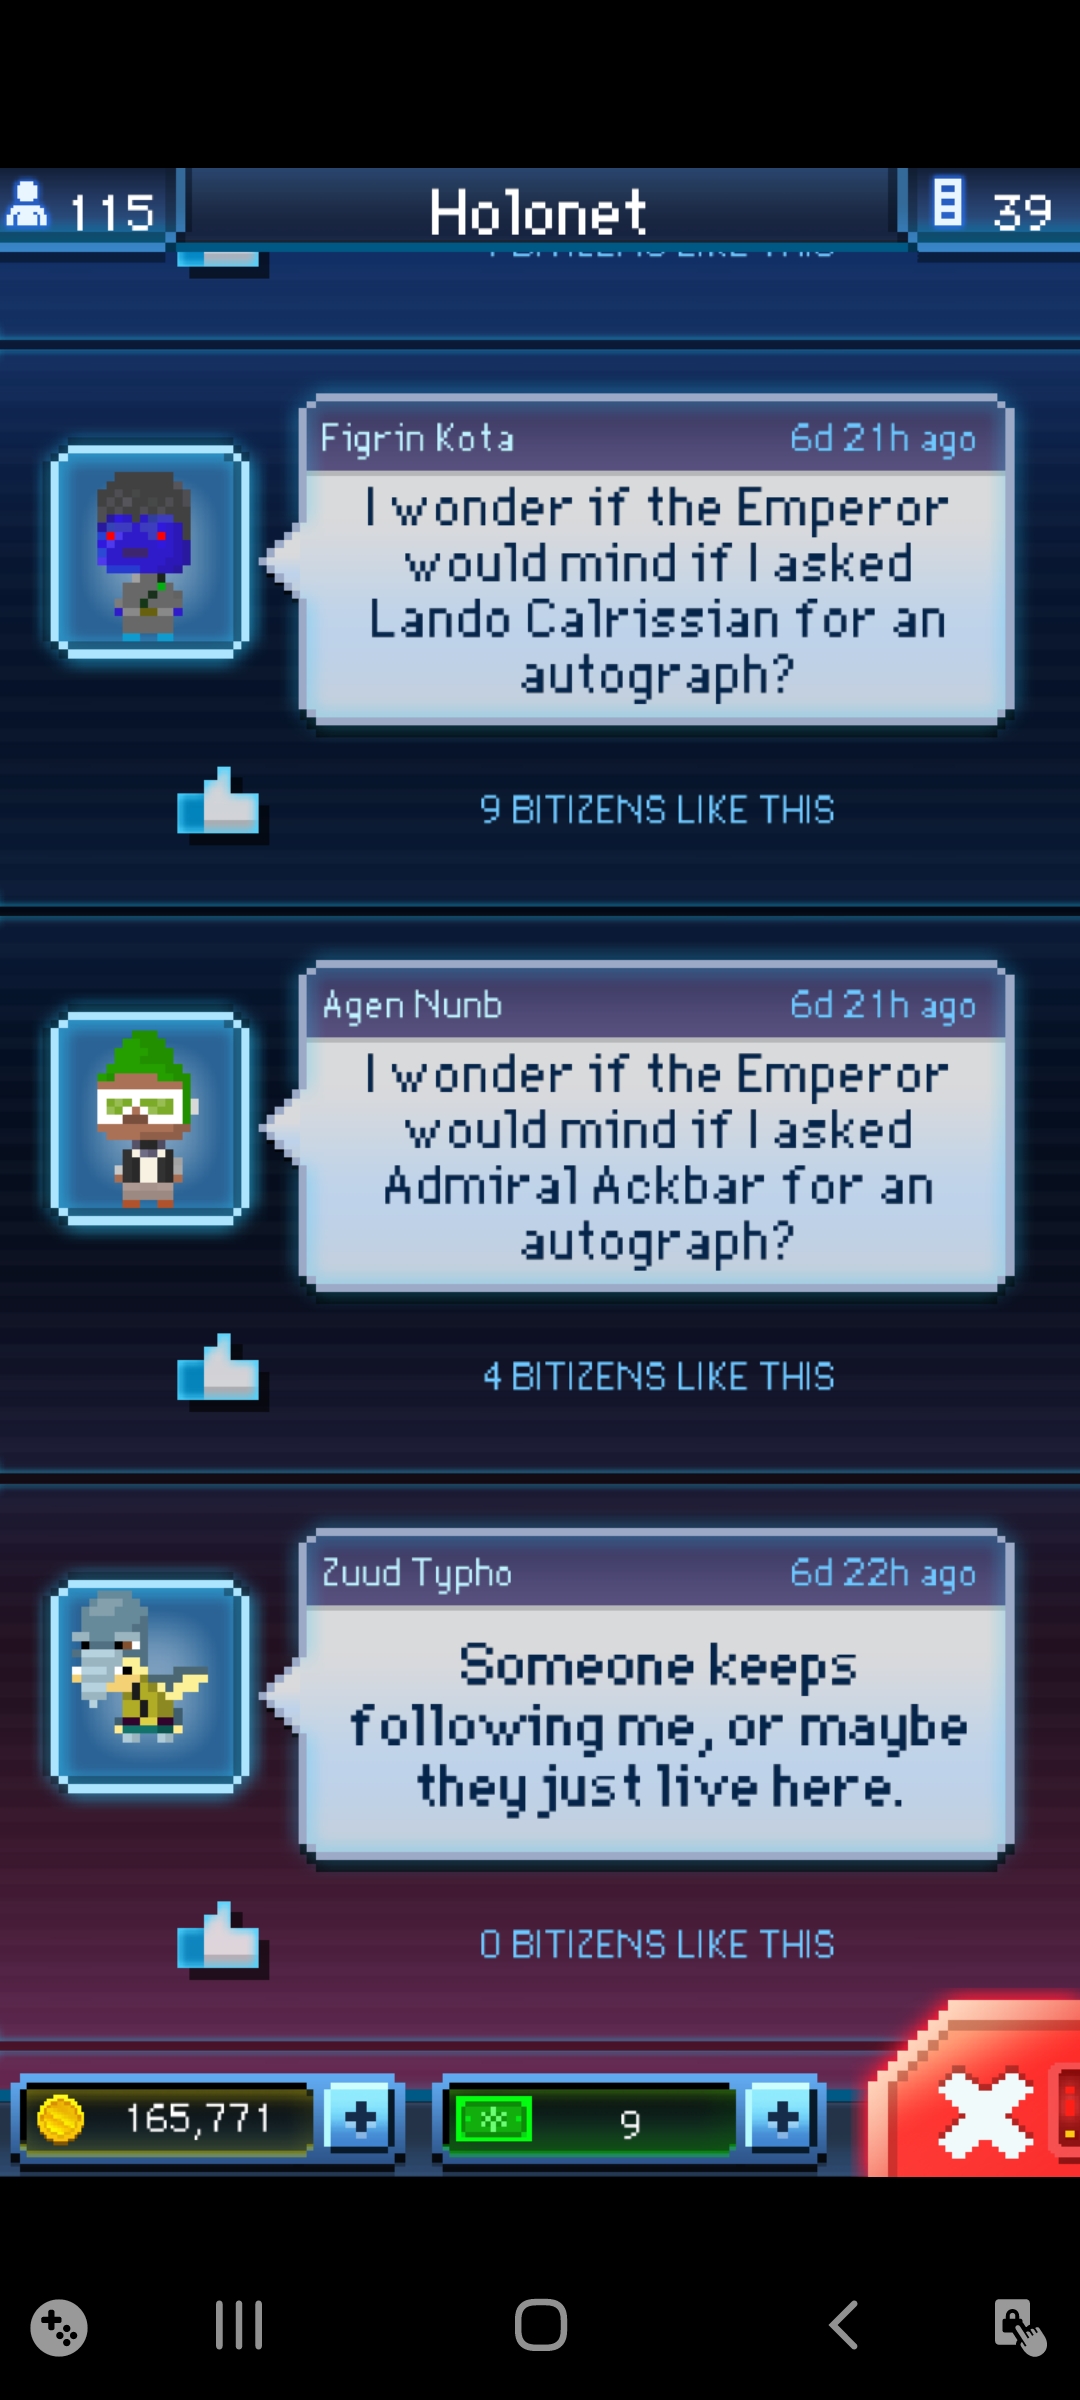 115
Holonet
39
BITIZENS LIKE THIS
Figrin Kota
6d 21h ago
I wonder if the Emperor
would mind if I asked
Lando Calrissian for an
autograph?
9 BITIZENS LIKE THIS
Agen Nunb
6d 21h ago
I wonder if the Emperor
would mind if I asked
Admiral Ackbar for an
autograph?
4 BITIZENS LIKE THIS
Zuud Typho
6d 22h ago
Someone keeps
following me, or maybe
they just live here.
0 BITIZENS LIKE THIS
165,771
9